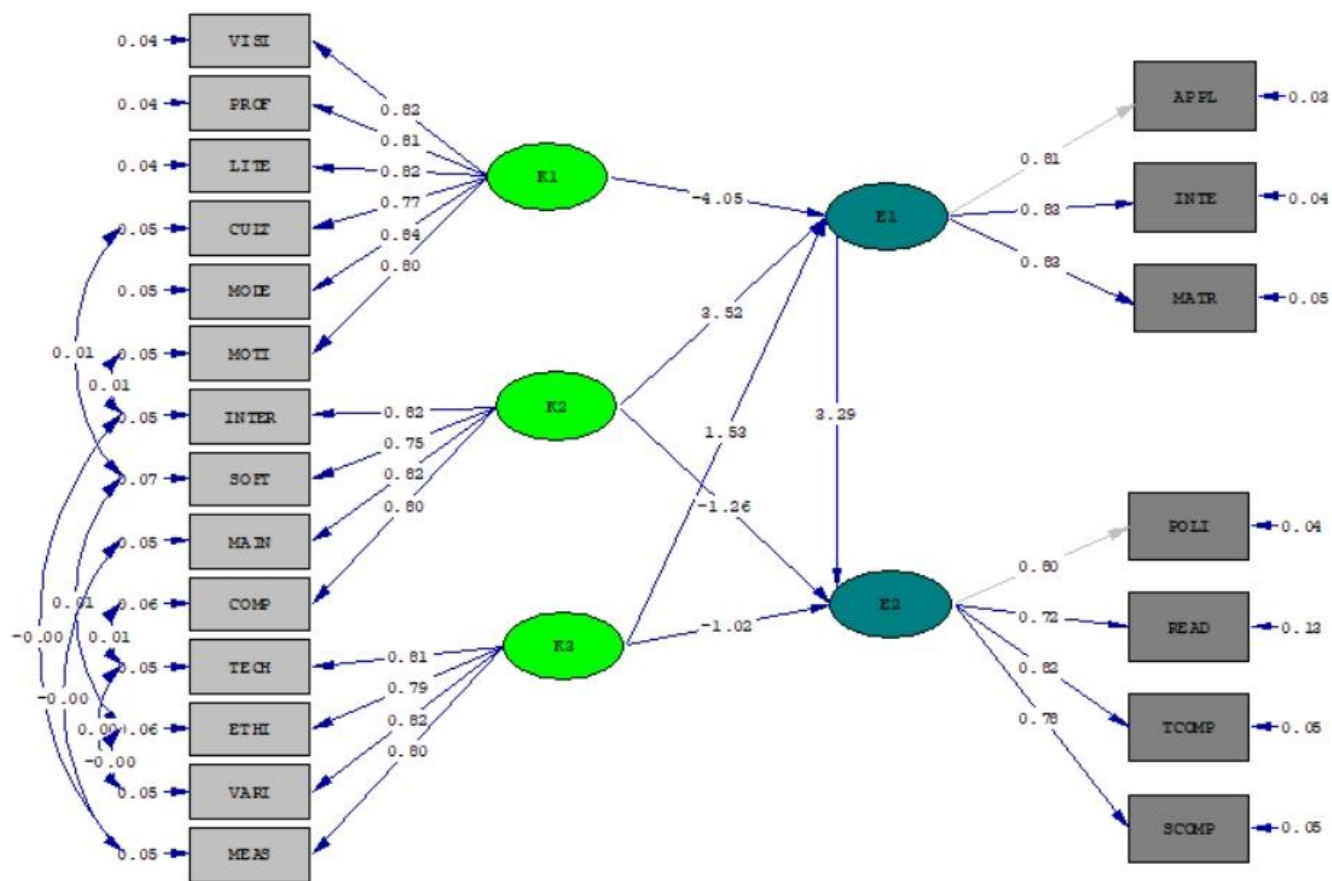 0.04 VISI
0.04 PROF
0.04 LITE
0.05 CULT
0.05 MODE
0.05 MOTI
0.05 INTER
0.07 SOFT
0.05 MAIN
0.06 COMP
0.05 TECH
0.06 ETHI
0.05 VARI
0.05 MEAS
0.01
0.01
0.01
0.01
-0.00
-0.00
0.00
-0.00
0.82
0.81
0.82
0.77
0.84
0.80
K1
0.82
0.75
0.82
0.80
K2
0.81
0.79
0.82
0.80
K3
-4.05
3.52
1.53
-1.26
-1.02
3.29
E1
E2
0.81
0.83
0.83
APPL 0.03
INTE 0.04
MATR 0.05
0.80
0.72
0.82
0.78
POLI 0.04
READ 0.13
TCOMP 0.05
SCOMP 0.05